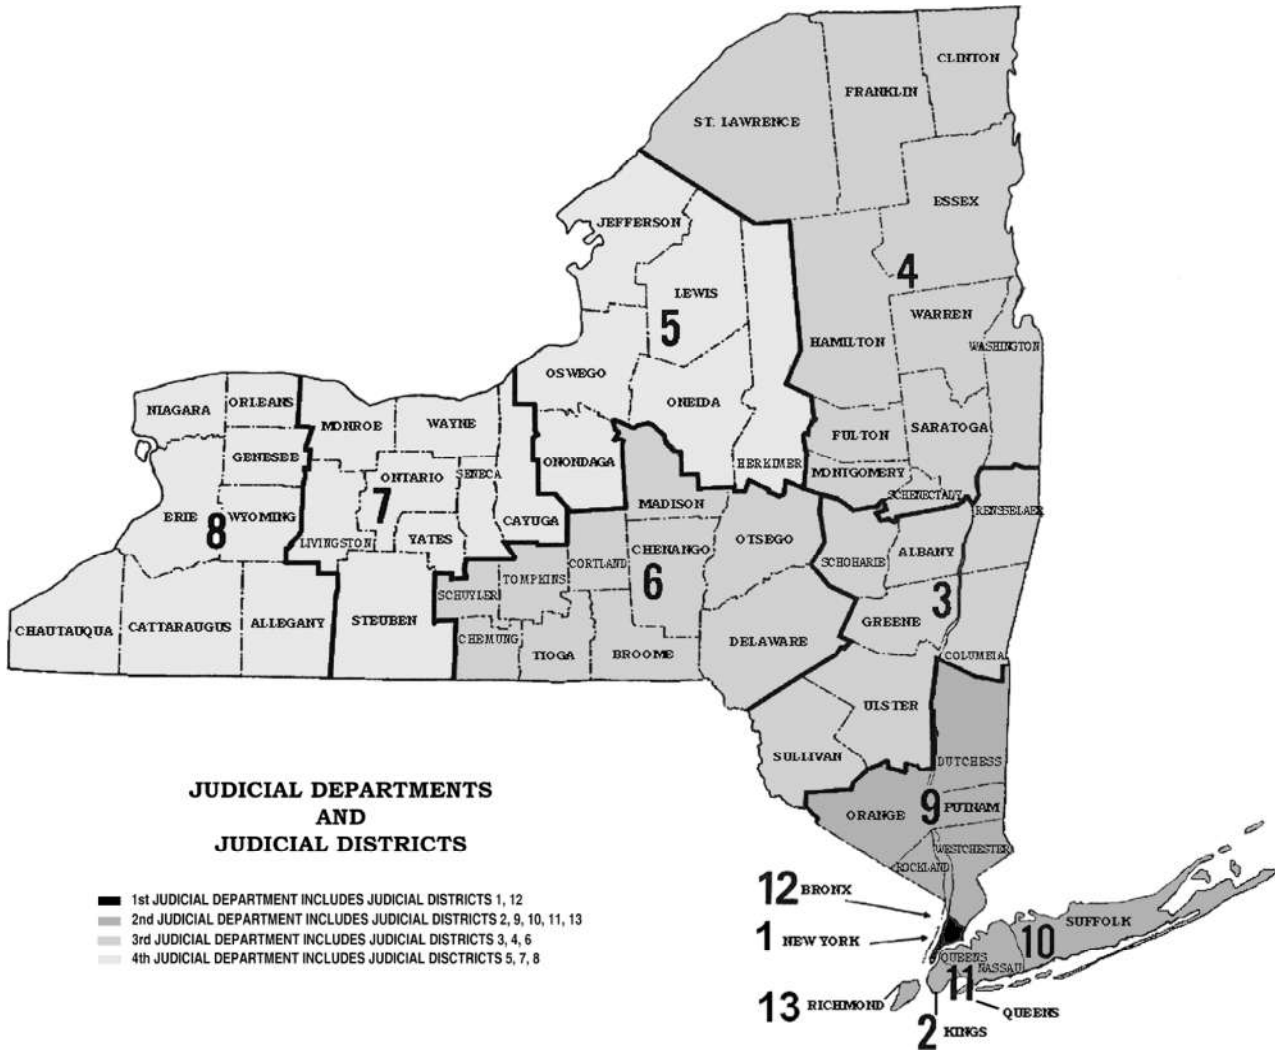 CLINTON
FRANKLIN
ST. LAWRENCE
ESSEX
JEFFERSON
4
LEWIS
5
WARREN
HAMILTON
WASHINGTON
OSWEGO
ONEIDA
NIAGARA
ORLEANS
MONROE
WAYNE
FULTON
SARATOGA
GENESEE
ONONDAGA
HERKIMER
MONTGOMERY
ONTARIO
SENECA
SCHENECTADY
MADISON
RENSSELAER
7
ERIE
WYOMING
8
CAYUGA
LIVINGSTON
YATES
OTSEGO
CHENANGO
ALBANY
SCHOHARIE
CORTLAND
TOMPKINS
6
SCHUYLER
3
CHAUTAUQUA
CATTARAUGUS
ALLEGANY
STEUBEN
GREENE
CHEMUNG
TIOGA
BROOME
DELAWARE
COLUMBIA
ULSTER
SULLIVAN
DUTCHESS
JUDICIAL DEPARTMENTS
AND
JUDICIAL DISTRICTS
ORANGE
9
PUTNAM
WESTCHESTER
ROCKLAND
12 BRONX
1 NEW YORK
SUFFOLK
10
QUEENS
NASSAU
11
13 RICHMOND
QUEENS
2 KINGS
1st JUDICIAL DEPARTMENT INCLUDES JUDICIAL DISTRICTS 1, 12
2nd JUDICIAL DEPARTMENT INCLUDES JUDICIAL DISTRICTS 2, 9, 10, 11, 13
3rd JUDICIAL DEPARTMENT INCLUDES JUDICIAL DISTRICTS 3, 4, 6
4th JUDICIAL DEPARTMENT INCLUDES JUDICIAL DISCTRICTS 5, 7, 8